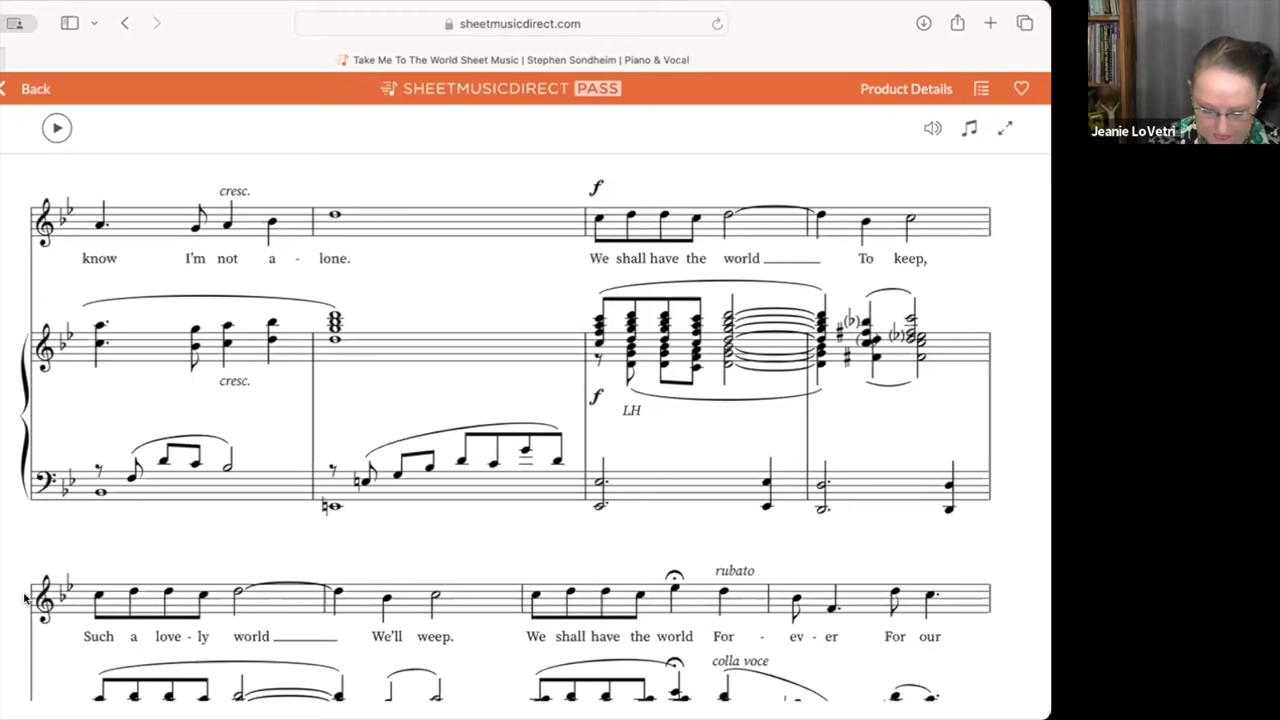 sheetmusicdirect.com
Take Me To The World Sheet Music | Stephen Sondheim | Piano & Vocal
Back
SHEETMUSICDIRECT PASS
Product Details
Jeanie LoVetri
cresc.
f
know I'm not a - lone. We shall have the world To keep,
cresc.
f
LH
rubato
Such a love - ly world We'll weep. We shall have the world For - ev - er For our
colla voce